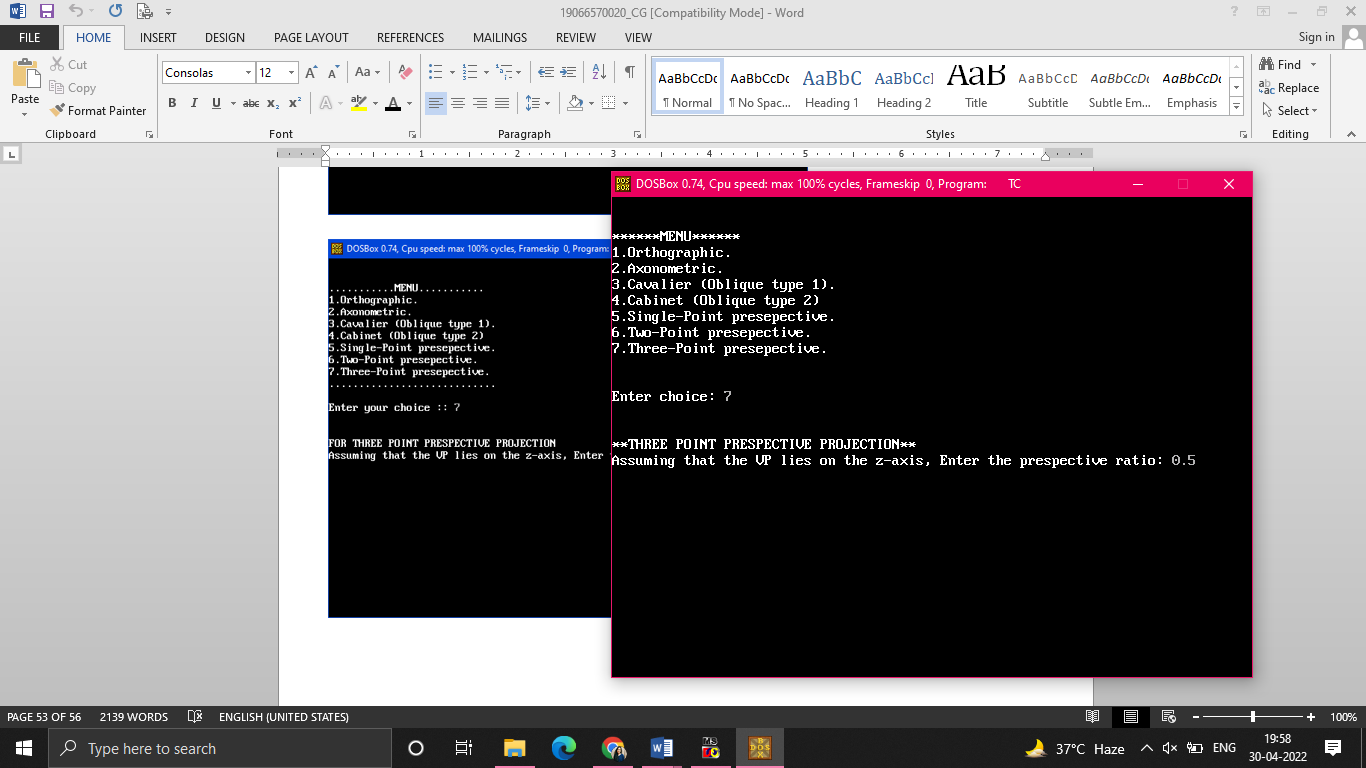 19066570020_CG [Compatibility Mode] - Word
FILE HOME INSERT DESIGN PAGE LAYOUT REFERENCES MAILINGS REVIEW VIEW Sign in
Paste Cut Copy Format Painter
Consolas 12
AaBbCcDc AaBbCcDc AaBbC AaBbCcI AaB AaBbCcD AaBbCcDt AaBbCcDt
¶ Normal ¶ No Spac... Heading 1 Heading 2 Title Subtitle Subtle Em... Emphasis
Find Replace Select
Clipboard Font Paragraph Styles Editing
1 2 3 4 5 6 7
DOSBox 0.74, Cpu speed: max 100% cycles, Frameskip 0, Program:
...........MENU...........
1.Orthographic.
2.Axonometric.
3.Cavalier (Oblique type 1).
4.Cabinet (Oblique type 2)
5.Single-Point presepective.
6.Two-Point presepective.
7.Three-Point presepective.
............................
Enter your choice :: 7
FOR THREE POINT PRESPECTIVE PROJECTION
Assuming that the VP lies on the z-axis, Enter
DOSBox 0.74, Cpu speed: max 100% cycles, Frameskip 0, Program: TC
******MENU******
1.Orthographic.
2.Axonometric.
3.Cavalier (Oblique type 1).
4.Cabinet (Oblique type 2)
5.Single-Point presepective.
6.Two-Point presepective.
7.Three-Point presepective.
Enter choice: 7
**THREE POINT PRESPECTIVE PROJECTION**
Assuming that the VP lies on the z-axis, Enter the prespective ratio: 0.5
PAGE 53 OF 56 2139 WORDS ENGLISH (UNITED STATES) 100%
Type here to search
37°C Haze ENG 19:58
30-04-2022